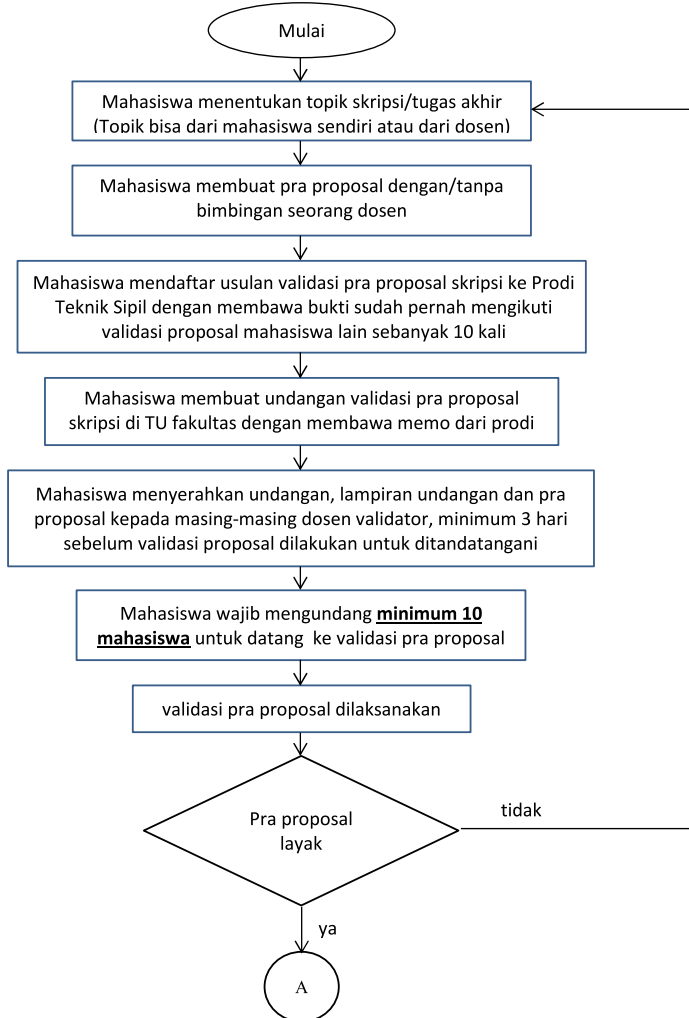 Mulai
Mahasiswa menentukan topik skripsi/tugas akhir
(Topik bisa dari mahasiswa sendiri atau dari dosen)
Mahasiswa membuat pra proposal dengan/tanpa
bimbingan seorang dosen
Mahasiswa mendaftar usulan validasi pra proposal skripsi ke Prodi
Teknik Sipil dengan membawa bukti sudah pernah mengikuti
validasi proposal mahasiswa lain sebanyak 10 kali
Mahasiswa membuat undangan validasi pra proposal
skripsi di TU fakultas dengan membawa memo dari prodi
Mahasiswa menyerahkan undangan, lampiran undangan dan pra
proposal kepada masing-masing dosen validator, minimum 3 hari
sebelum validasi proposal dilakukan untuk ditandatangani
Mahasiswa wajib mengundang minimum 10
mahasiswa untuk datang  ke validasi pra proposal
validasi pra proposal dilaksanakan
Pra proposal
layak
tidak
ya
A